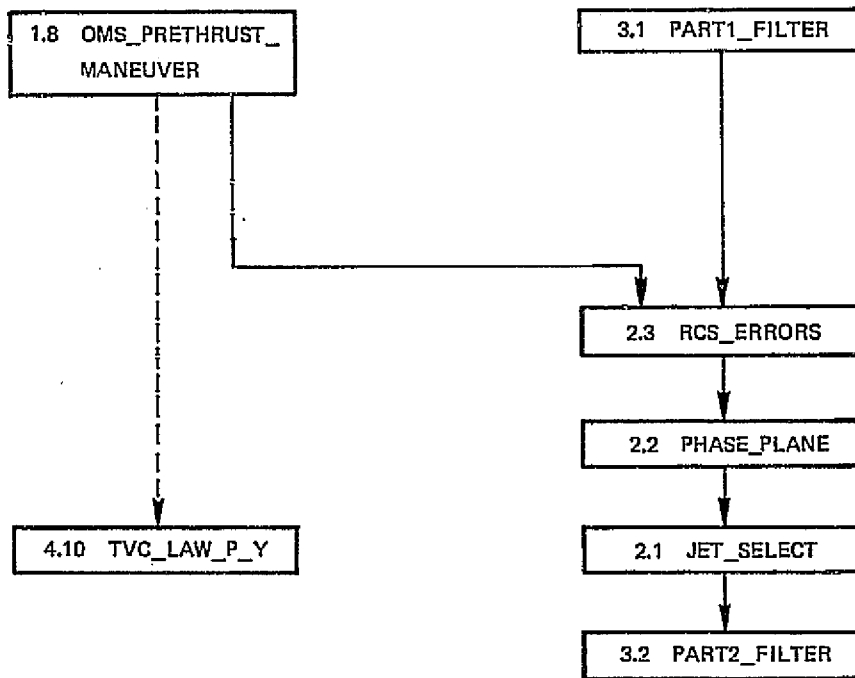 1.8 OMS_PRETHRUST_
MANEUVER
3.1 PART1_FILTER
2.3 RCS_ERRORS
2.2 PHASE_PLANE
4.10 TVC_LAW_P_Y
2.1 JET_SELECT
3.2 PART2_FILTER